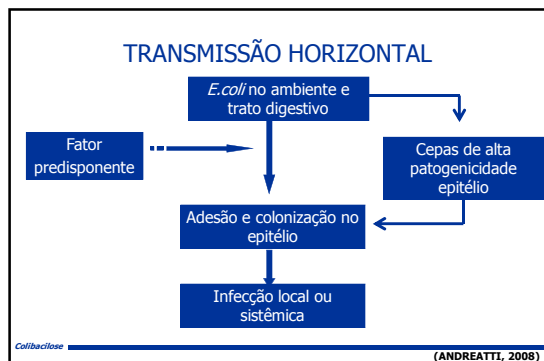 TRANSMISSÃO HORIZONTAL
E.coli no ambiente e
trato digestivo
Fator
predisponente
Cepas de alta
patogenicidade
epitélio
Adesão e colonização no
epitélio
Infecção local ou
sistêmica
Colibacilose
(ANDREATTI, 2008)